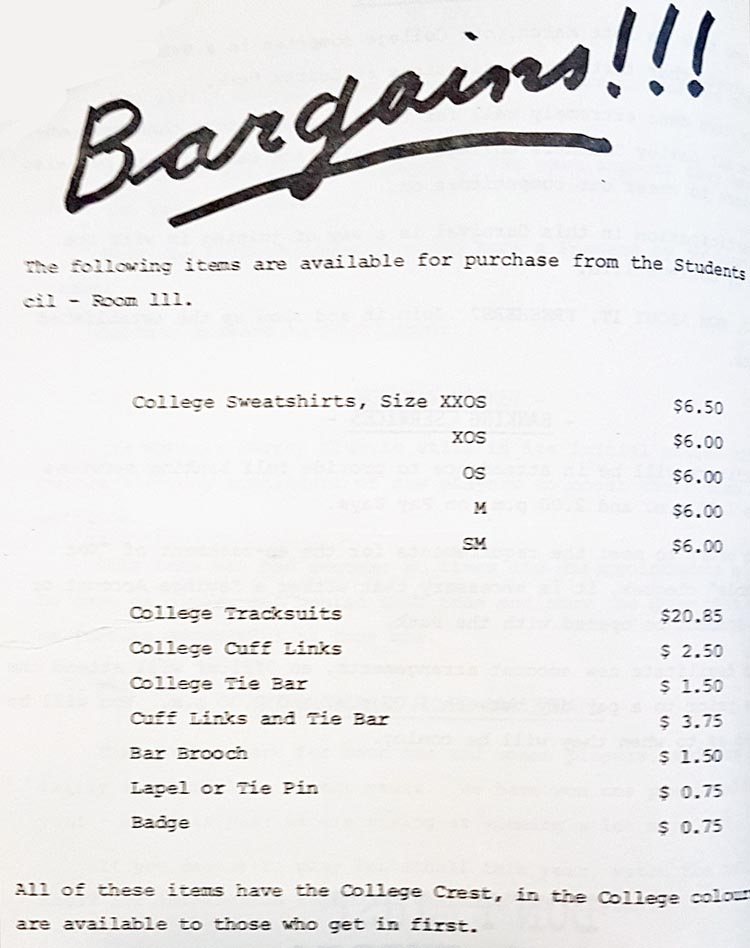 Bargains!!!
The following items are available for purchase from the Students
cil - Room 111.
College Sweatshirts, Size XXOS $6.50
XOS $6.00
OS $6.00
M $6.00
SM $6.00
College Tracksuits $20.85
College Cuff Links $ 2.50
College Tie Bar $ 1.50
Cuff Links and Tie Bar $ 3.75
Bar Brooch $ 1.50
Lapel or Tie Pin $ 0.75
Badge $ 0.75
All of these items have the College Crest, in the College colour
are available to those who get in first.